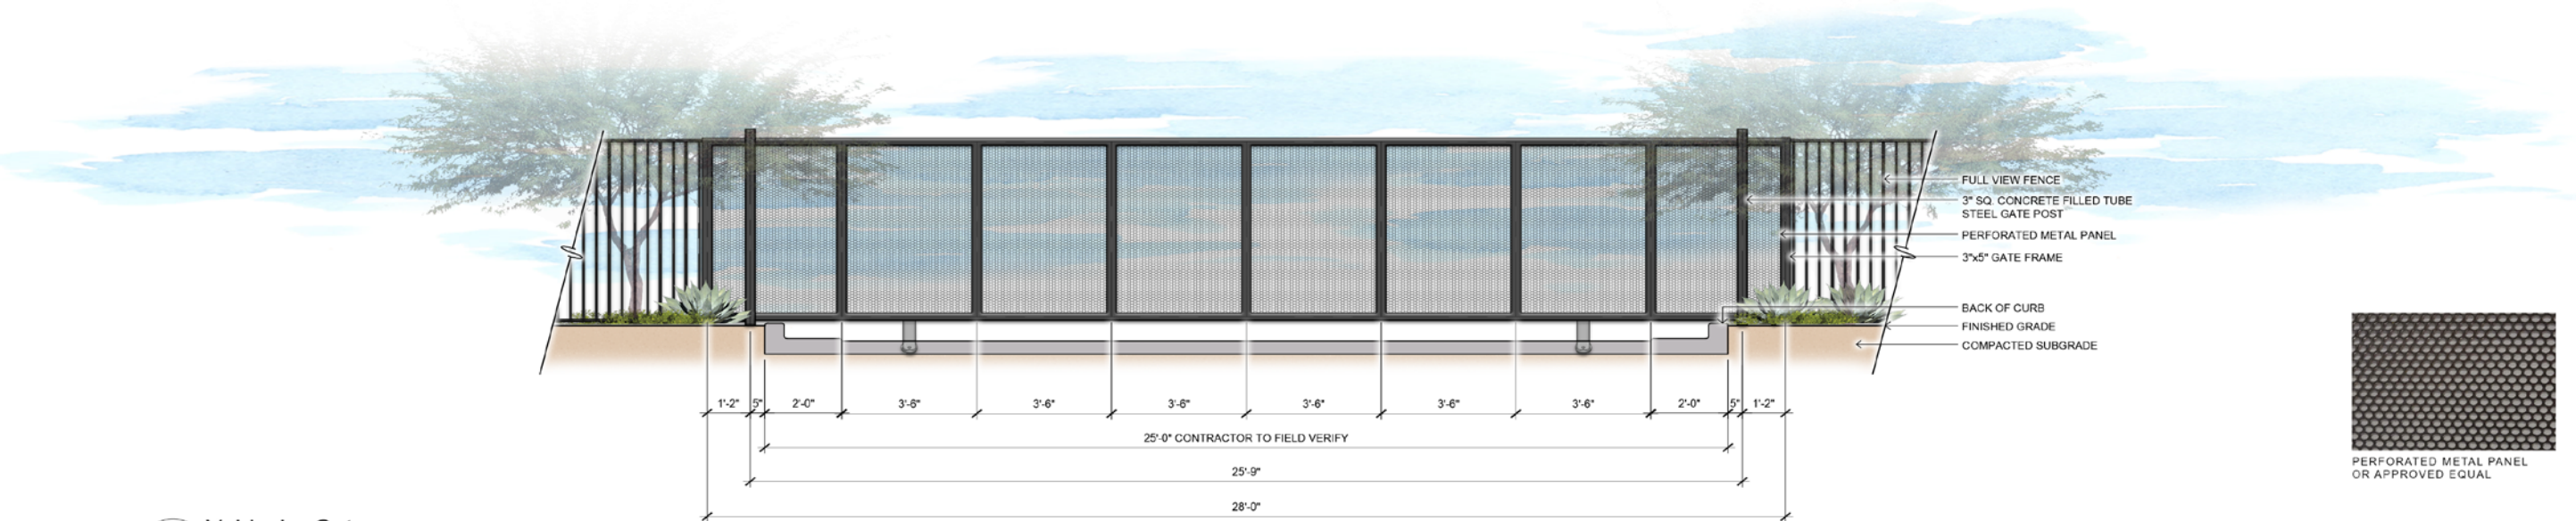 FULL VIEW FENCE
3" SQ. CONCRETE FILLED TUBE
STEEL GATE POST
PERFORATED METAL PANEL
3"x5" GATE FRAME
BACK OF CURB
FINISHED GRADE
COMPACTED SUBGRADE
1'-2" 5" 2'-0" 3'-6" 3'-6" 3'-6" 3'-6" 3'-6" 3'-6" 2'-0" 5" 1'-2"
25'-0" CONTRACTOR TO FIELD VERIFY
25'-9"
28'-0"
PERFORATED METAL PANEL
OR APPROVED EQUAL